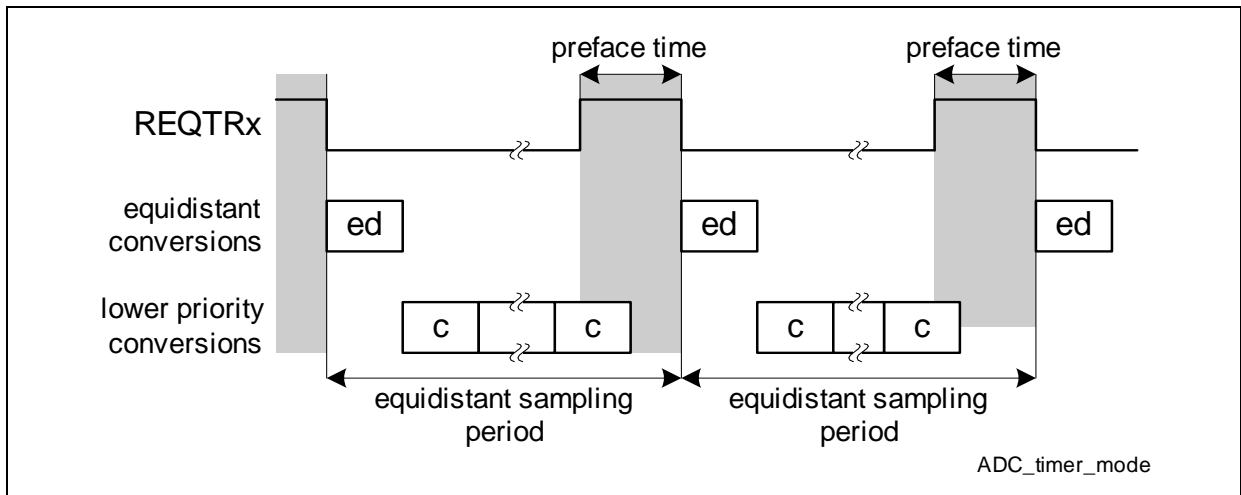 preface time preface time
REQTRx
equidistant
conversions
ed ed ed
lower priority
conversions
c c c c
equidistant sampling
period
equidistant sampling
period
ADC_timer_mode